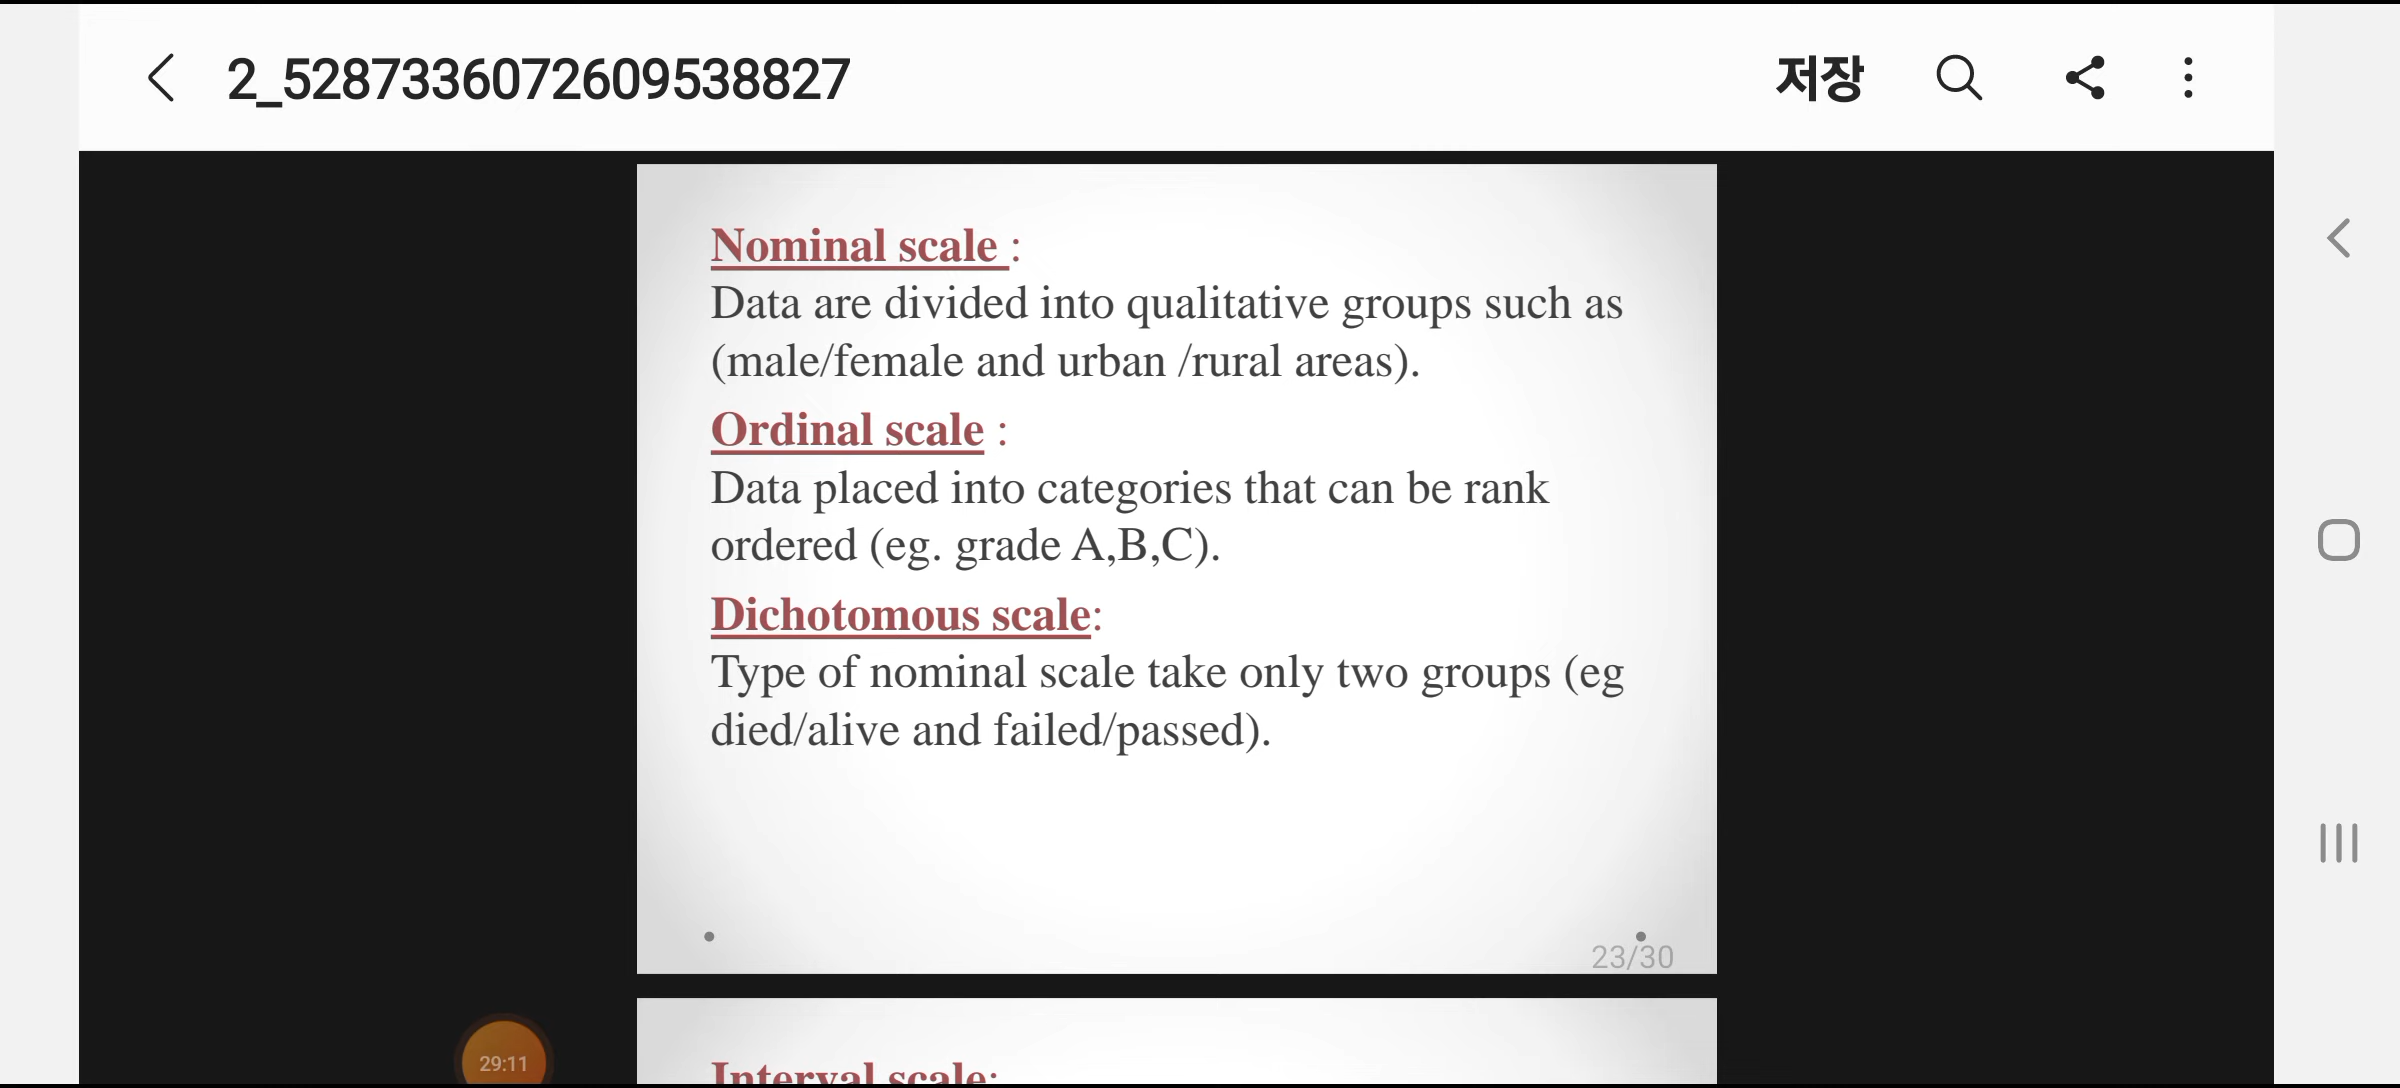 2_5287336072609538827
저장
Nominal scale :
Data are divided into qualitative groups such as
(male/female and urban /rural areas).
Ordinal scale :
Data placed into categories that can be rank
ordered (eg. grade A,B,C).
Dichotomous scale:
Type of nominal scale take only two groups (eg
died/alive and failed/passed).
23/30
29:11
Interval scale: